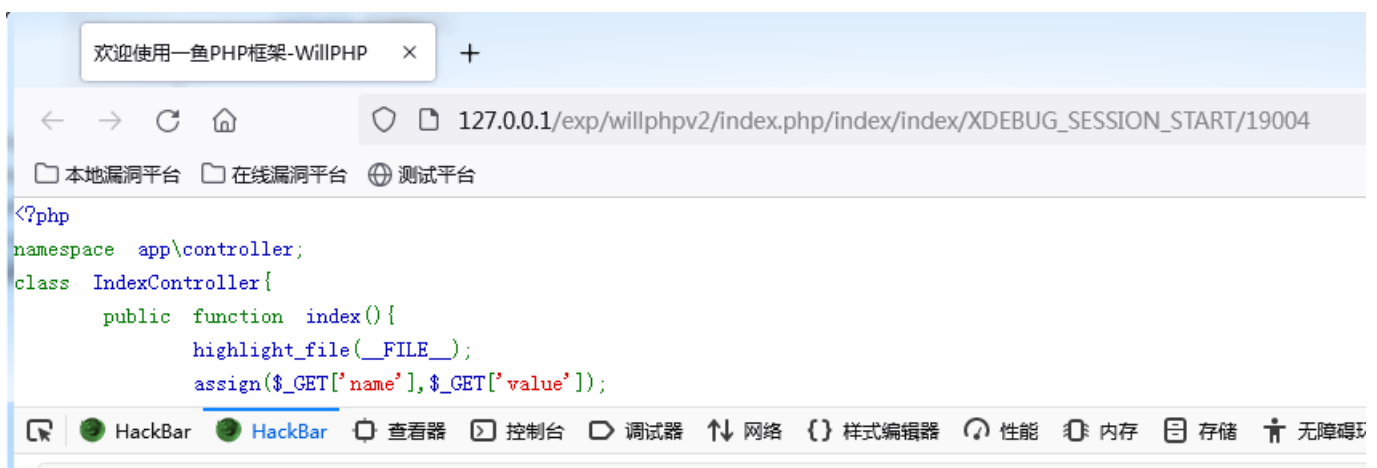 欢迎使用一鱼PHP框架-WillPHP
127.0.0.1/exp/willphpv2/index.php/index/index/XDEBUG_SESSION_START/19004
本地漏洞平台 在线漏洞平台 测试平台
<?php
namespace app\controller;
class IndexController{
public function index(){
highlight_file(__FILE__);
assign($_GET['name'],$_GET['value']);
HackBar HackBar 查看器 控制台 调试器 网络 {} 样式编辑器 性能 内存 存储 无障碍